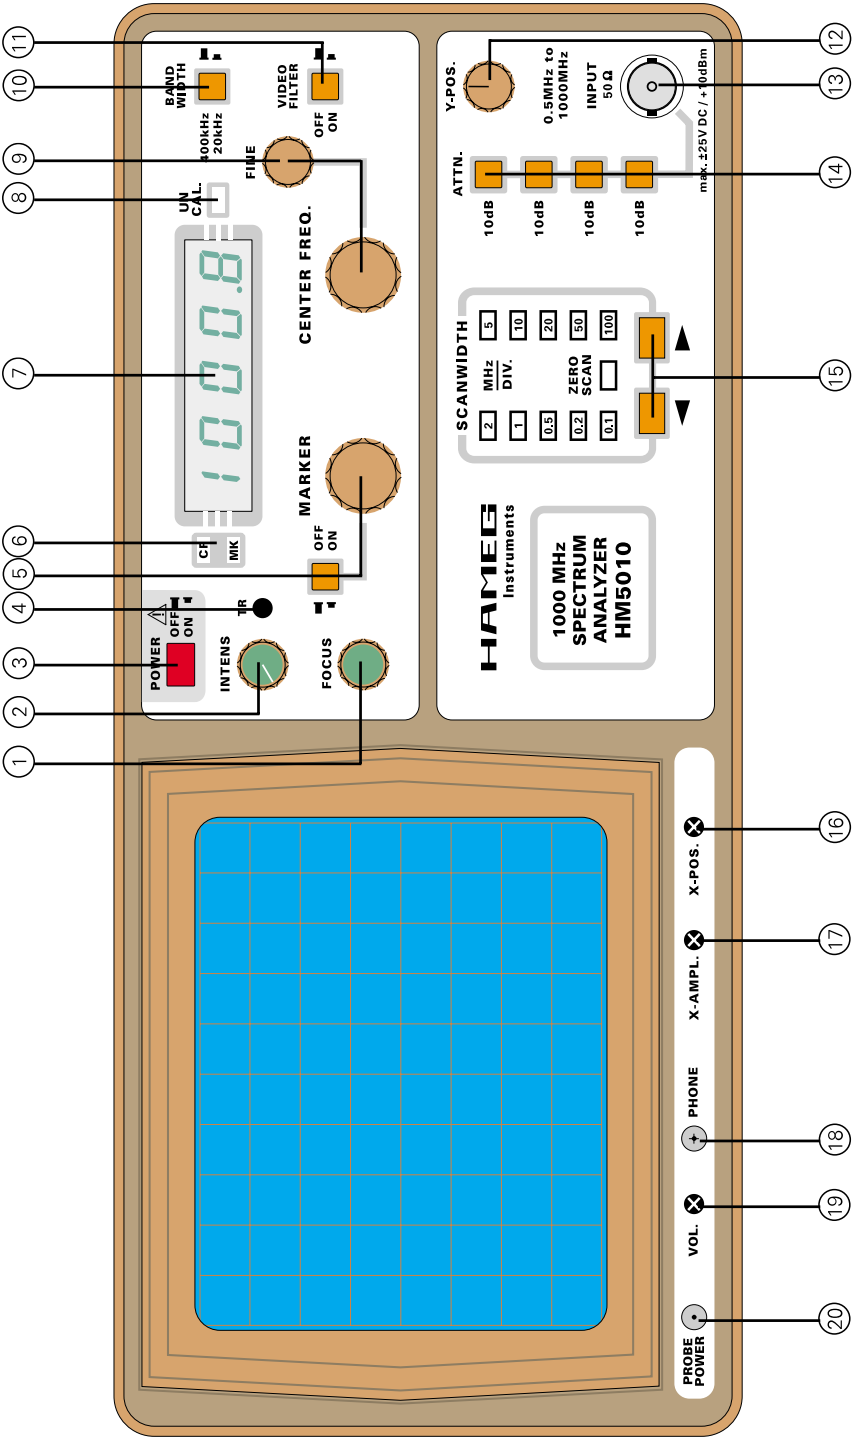 1
2
3
4
5
6
7
8
9
10
11
POWER
OFF
ON
INTENS
TR
FOCUS
CF
MK
1000.8
UN
CAL.
BAND
WIDTH
400kHz
20kHz
MARKER
OFF
ON
CENTER FREQ.
FINE
VIDEO
FILTER
OFF
ON
HAMEG
Instruments
1000 MHz
SPECTRUM
ANALYZER
HM5010
SCANWIDTH
2
1
0.5
0.2
0.1
MHz
DIV.
ZERO
SCAN
5
10
20
50
100
ATTN.
10dB
10dB
10dB
10dB
Y-POS.
0.5MHz to
1000MHz
INPUT
50 Ω
max. ±25V DC / +10dBm
PROBE
POWER
VOL.
PHONE
X-AMPL.
X-POS.
20
19
18
17
16
15
14
13
12